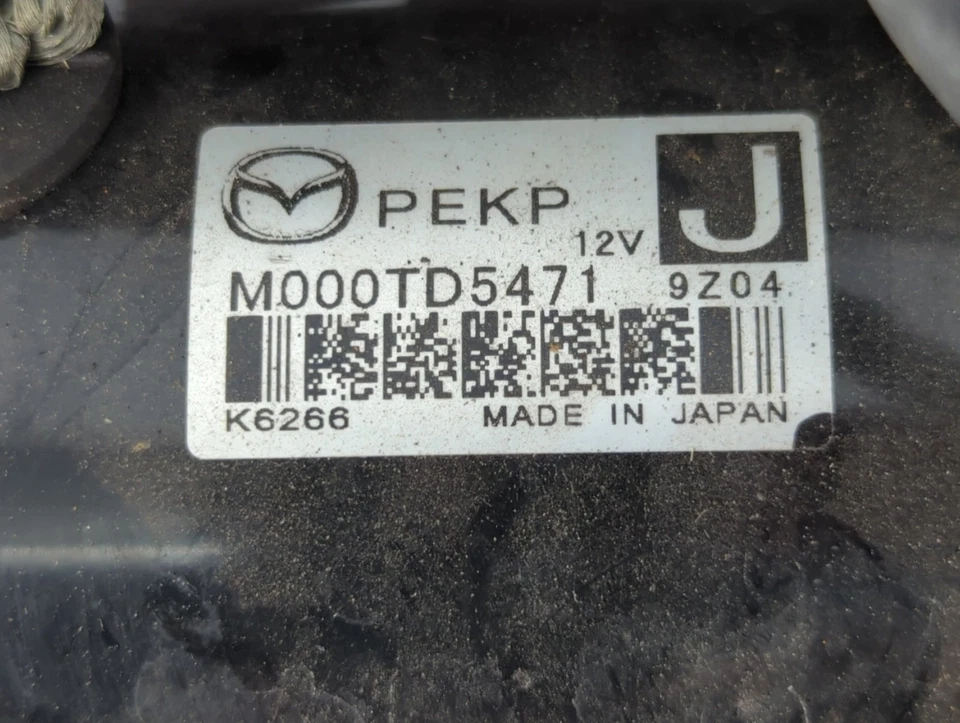 PEKP
J
12V
M000TD5471 9Z04
K6266 MADE IN JAPAN